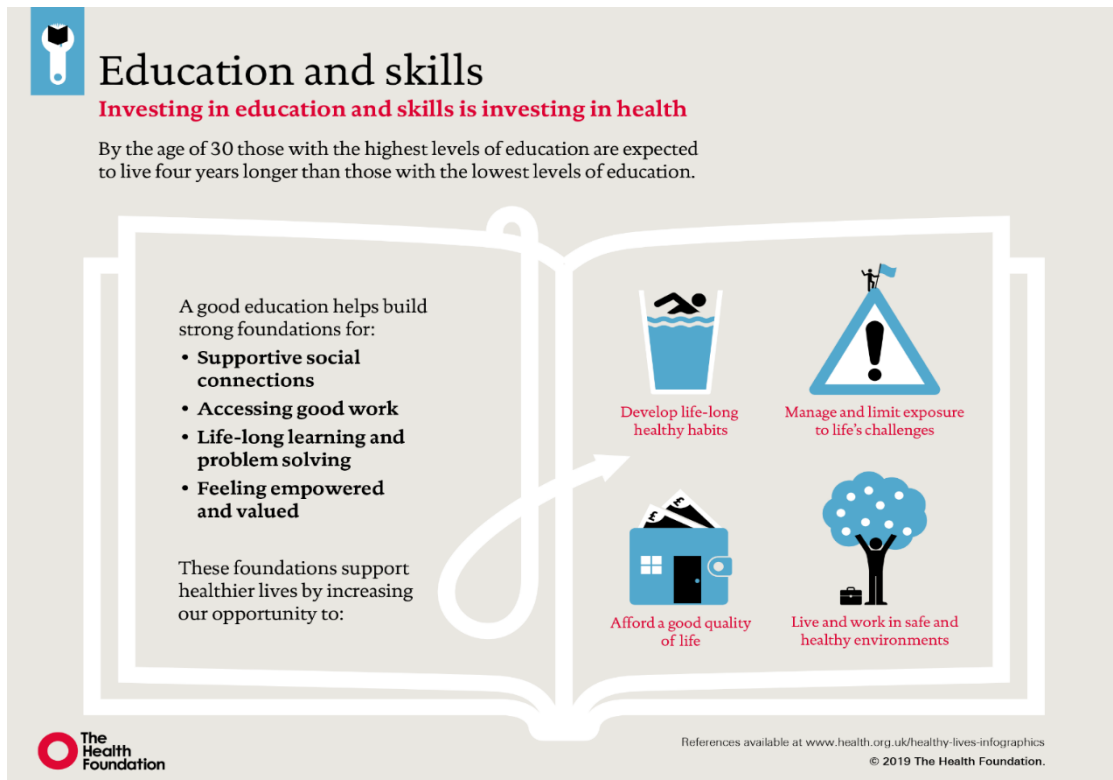 Education and skills
Investing in education and skills is investing in health
By the age of 30 those with the highest levels of education are expected
to live four years longer than those with the lowest levels of education.
A good education helps build
strong foundations for:
• Supportive social
connections
• Accessing good work
• Life-long learning and
problem solving
• Feeling empowered
and valued
These foundations support
healthier lives by increasing
our opportunity to:
Develop life-long
healthy habits
Manage and limit exposure
to life's challenges
£ £
Afford a good quality
of life
Live and work in safe and
healthy environments
The
Health
Foundation
References available at www.health.org.uk/healthy-lives-infographics
© 2019 The Health Foundation.